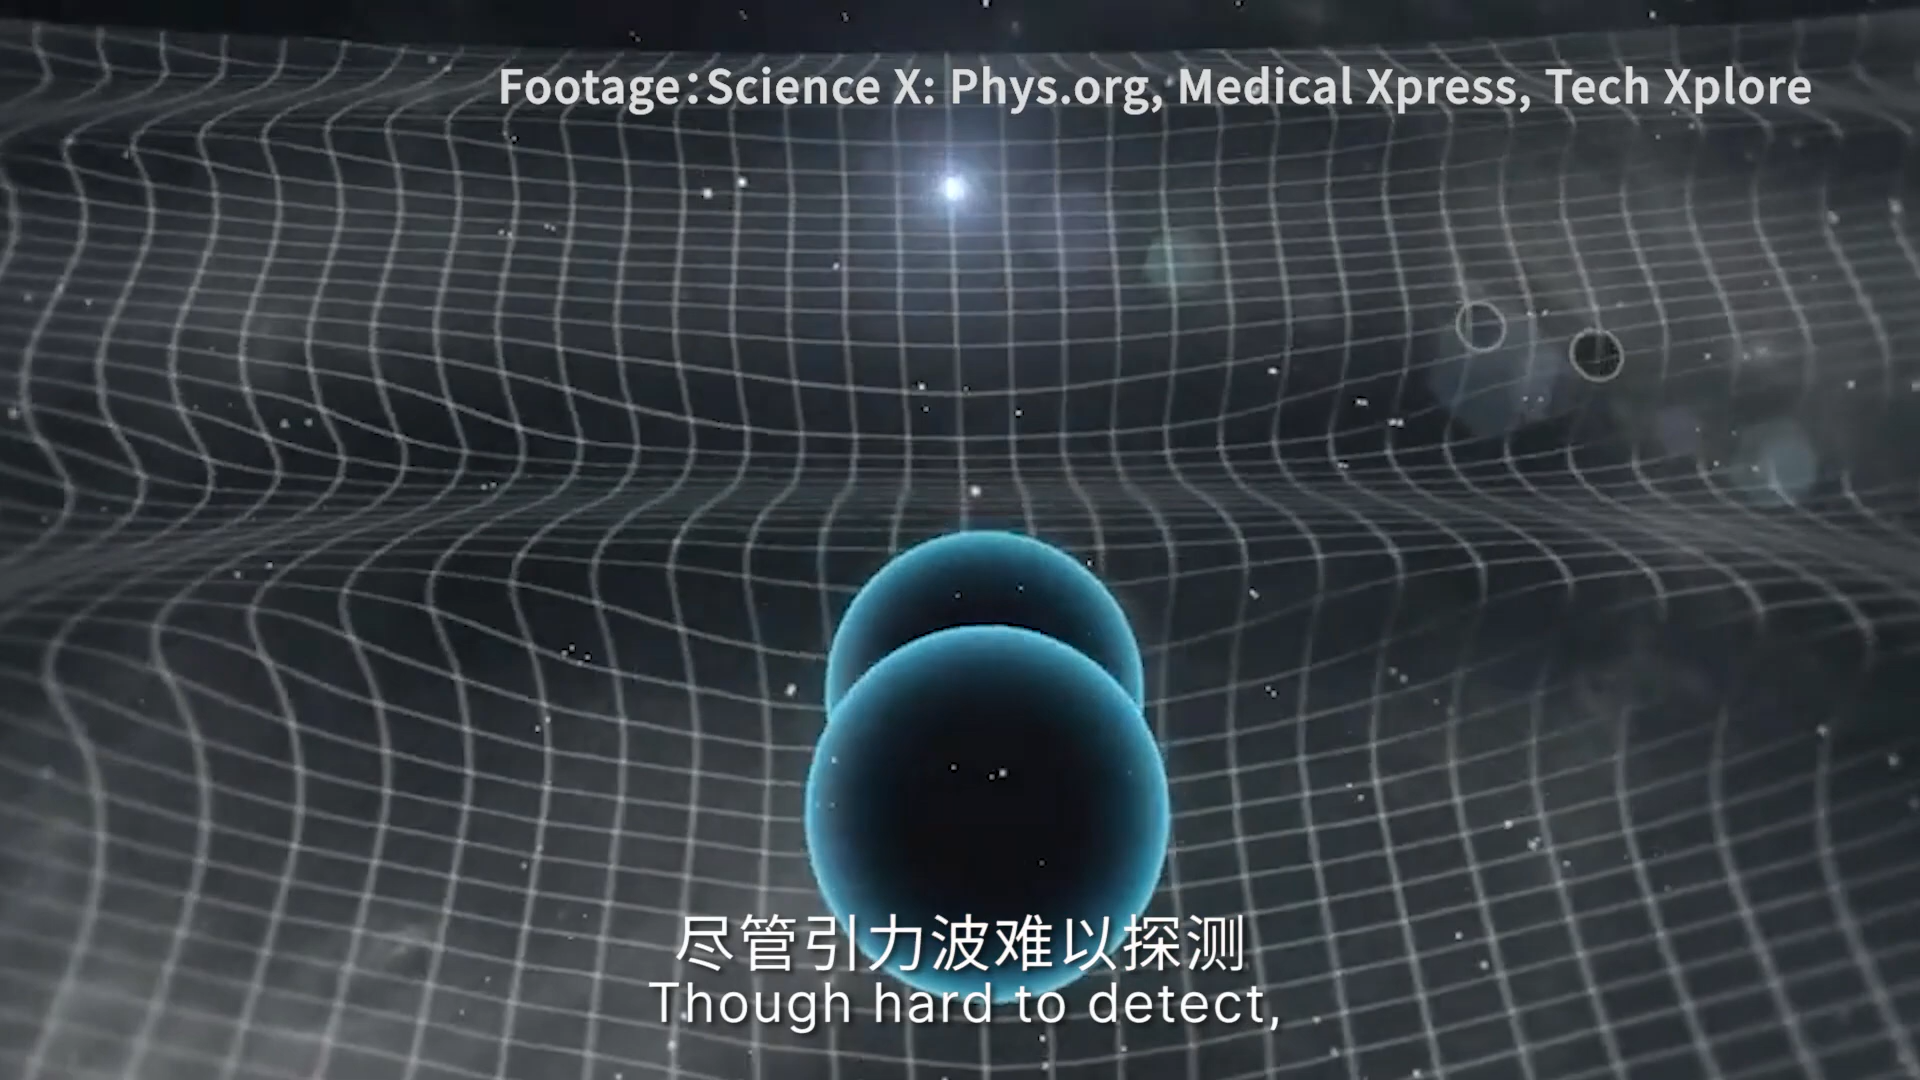 Footage：Science X: Phys.org, Medical Xpress, Tech Xplore
尽管引力波难以探测
Though hard to detect,